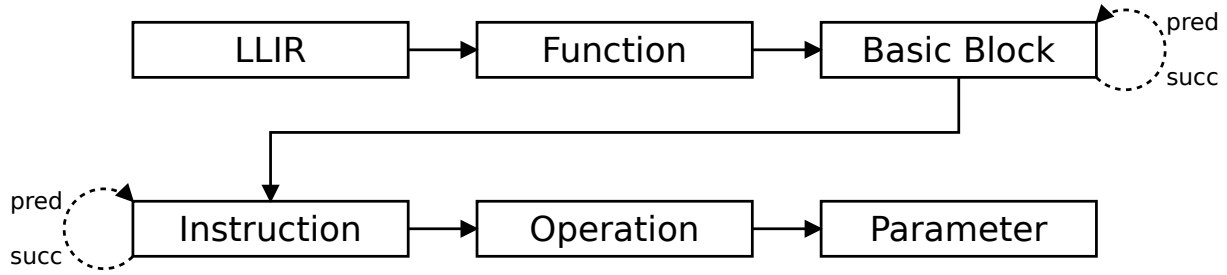 LLIR
Function
Basic Block
pred
succ
pred
succ
Instruction
Operation
Parameter